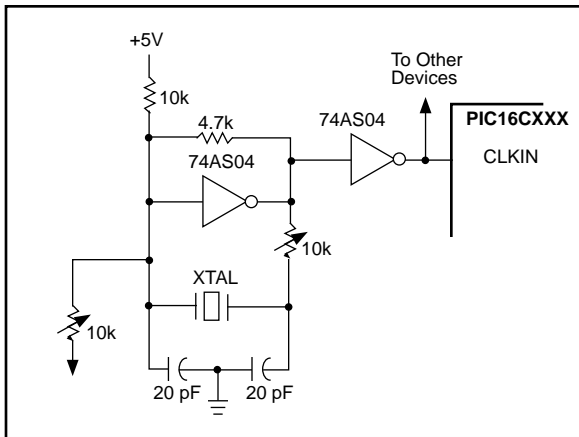 +5V
To Other
Devices
10k
4.7k
74AS04
PIC16CXXX
74AS04
CLKIN
10k
XTAL
10k
20 pF
20 pF